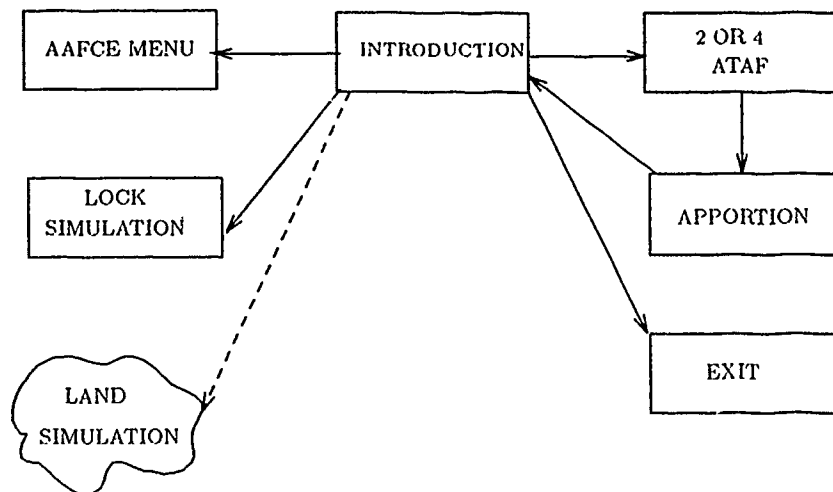 AAFCE MENU
INTRODUCTION
2 OR 4
ATAF
LOCK
SIMULATION
APPORTION
EXIT
LAND
SIMULATION